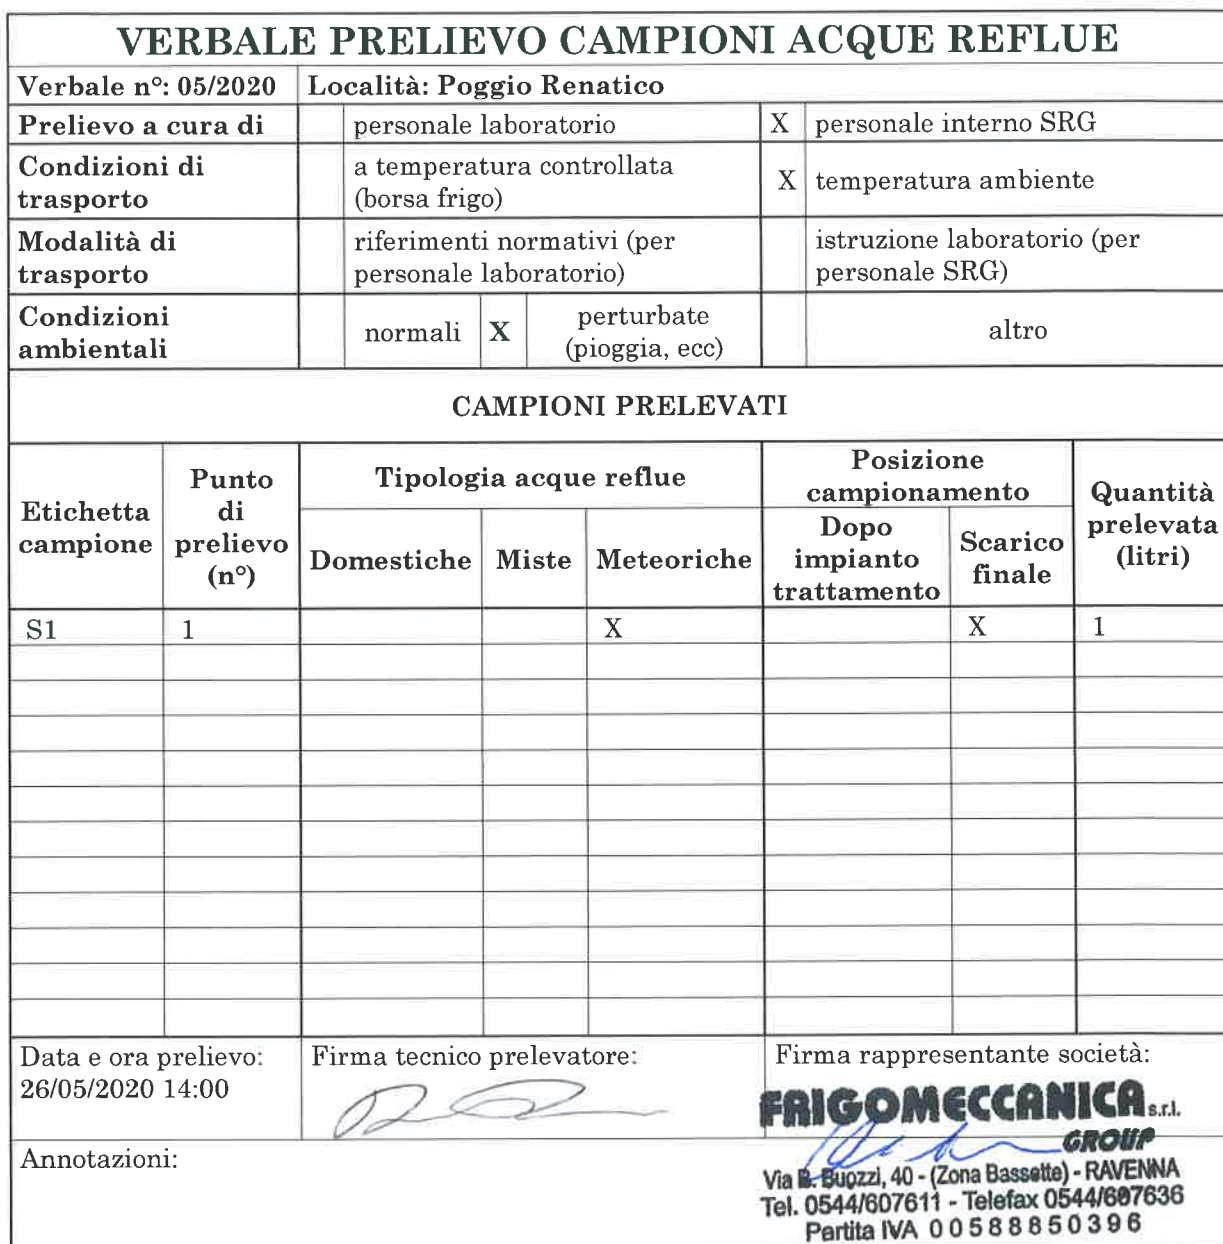 VERBALE PRELIEVO CAMPIONI ACQUE REFLUE
Verbale n°: 05/2020 Località: Poggio Renatico
Prelievo a cura di personale laboratorio X personale interno SRG
Condizioni di trasporto
a temperatura controllata
(borsa frigo)
X temperatura ambiente
Modalità di trasporto
riferimenti normativi (per
personale laboratorio)
istruzione laboratorio (per
personale SRG)
Condizioni ambientali
normali X perturbate
(pioggia, ecc)
altro
CAMPIONI PRELEVATI
Etichetta
campione
Punto
di
prelievo
(n°)
Tipologia acque reflue
Domestiche Miste Meteoriche
Posizione
campionamento
Dopo
impianto
trattamento
Scarico
finale
Quantità
prelevata
(litri)
S1 1 X X 1
Data e ora prelievo:
26/05/2020 14:00
Firma tecnico prelevatore:
Firma rappresentante società:
FRIGOMECCANICA s.r.l.
GROUP
Via B. Buozzi, 40 - (Zona Bassette) - RAVENNA
Tel. 0544/607611 - Telefax 0544/607636
Partita IVA 00588850396
Annotazioni: